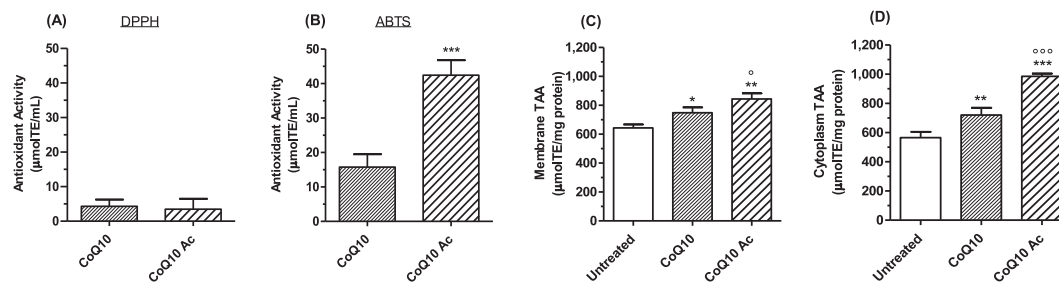 (A)
DPPH
Antioxidant Activity
(µmolTE/mL)
50
40
30
20
10
5
0
CoQ10
CoQ10 Ac
(B)
ABTS
Antioxidant Activity
(µmolTE/mL)
50
40
30
20
10
0
***
CoQ10
CoQ10 Ac
(C)
Membrane TAA
(µmolTE/mg protein)
1,200
1,000
800
600
400
200
0
*
°
**
Untreated
CoQ10
CoQ10 Ac
(D)
Cytoplasm TAA
(µmolTE/mg protein)
1,200
1,000
800
600
400
200
0
**
°°°
***
Untreated
CoQ10
CoQ10 Ac